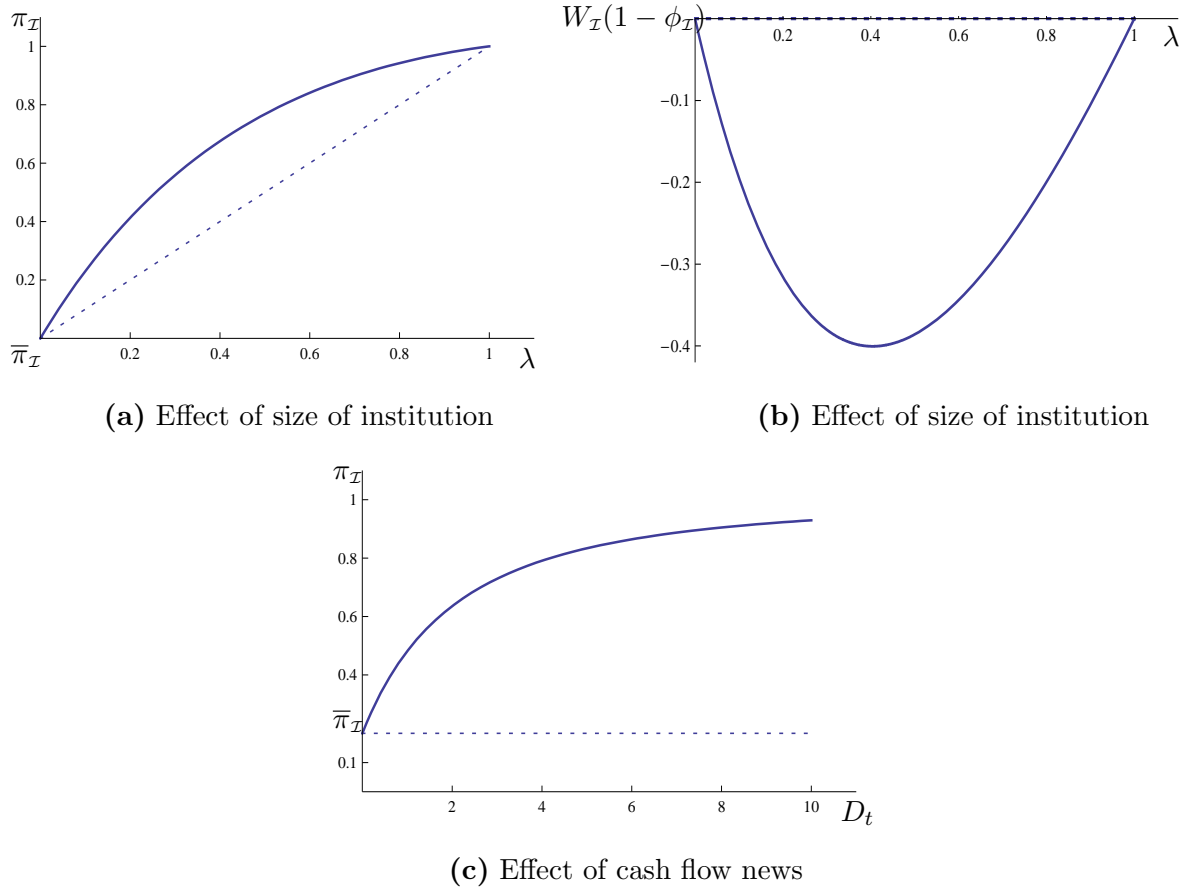 π_ℐ
1
0.8
0.6
0.4
0.2
π̅_ℐ
0.2 0.4 0.6 0.8 1 λ
(a) Effect of size of institution
W_ℐ(1 − ϕ_ℐ)
0.2 0.4 0.6 0.8 1 λ
−0.1
−0.2
−0.3
−0.4
(b) Effect of size of institution
π_ℐ
1
0.8
0.6
0.4
π̅_ℐ
0.1
2 4 6 8 10 D_t
(c) Effect of cash flow news